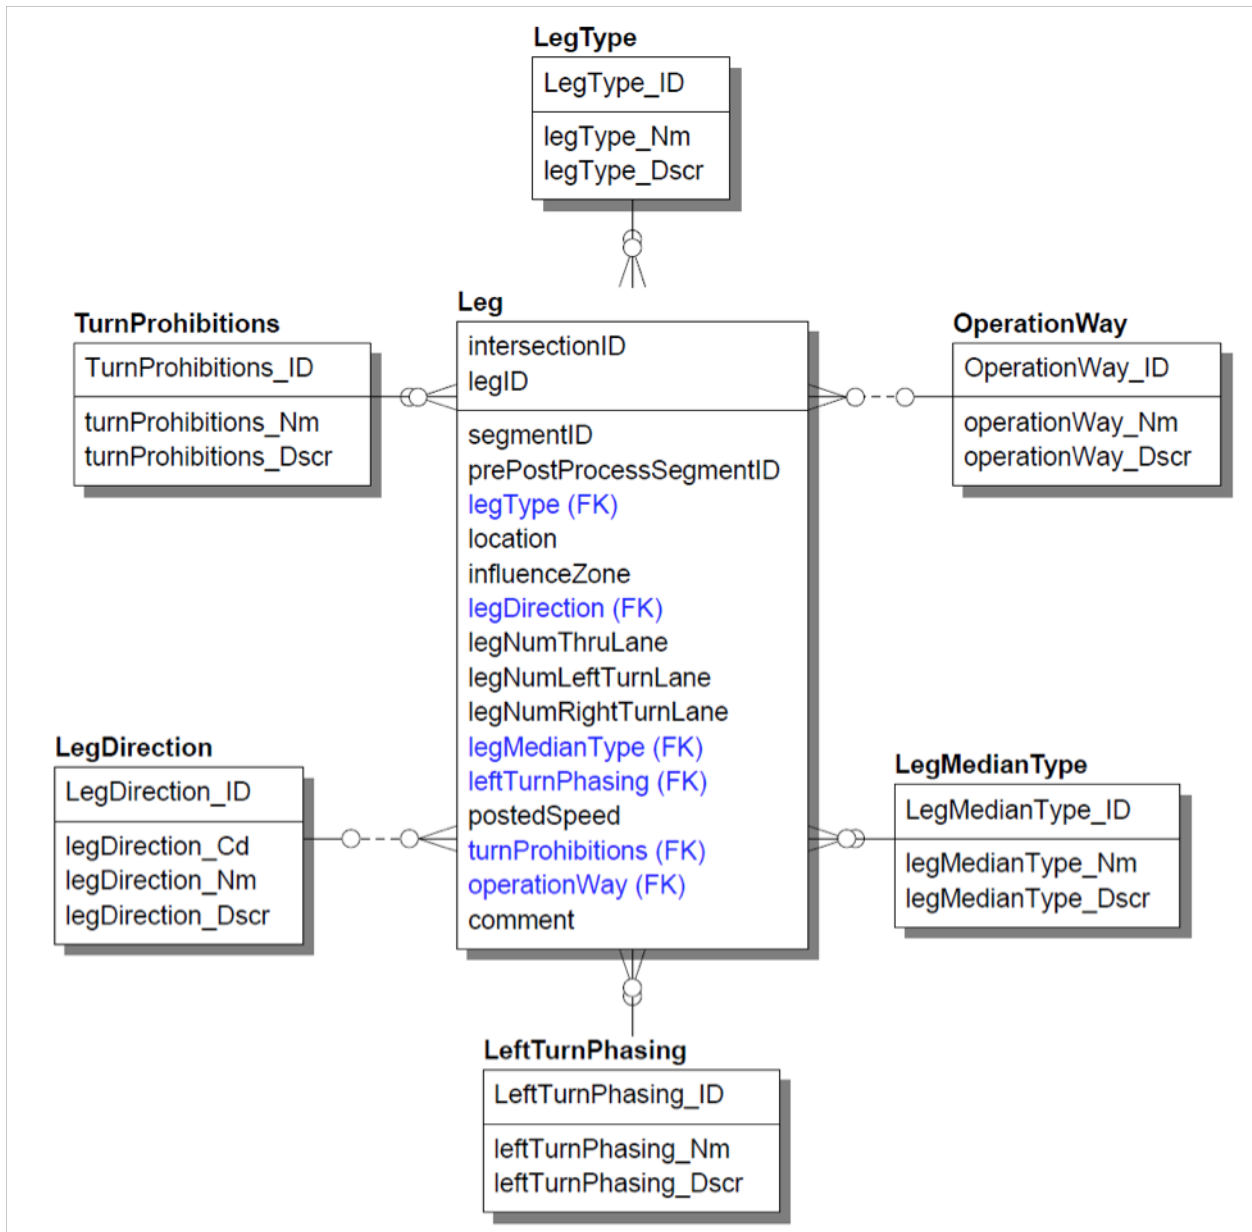 LegType
LegType_ID
legType_Nm
legType_Dscr
TurnProhibitions
TurnProhibitions_ID
turnProhibitions_Nm
turnProhibitions_Dscr
Leg
intersectionID
legID
segmentID
prePostProcessSegmentID
legType (FK)
location
influenceZone
legDirection (FK)
legNumThruLane
legNumLeftTurnLane
legNumRightTurnLane
legMedianType (FK)
leftTurnPhasing (FK)
postedSpeed
turnProhibitions (FK)
operationWay (FK)
comment
OperationWay
OperationWay_ID
operationWay_Nm
operationWay_Dscr
LegDirection
LegDirection_ID
legDirection_Cd
legDirection_Nm
legDirection_Dscr
LegMedianType
LegMedianType_ID
legMedianType_Nm
legMedianType_Dscr
LeftTurnPhasing
LeftTurnPhasing_ID
leftTurnPhasing_Nm
leftTurnPhasing_Dscr